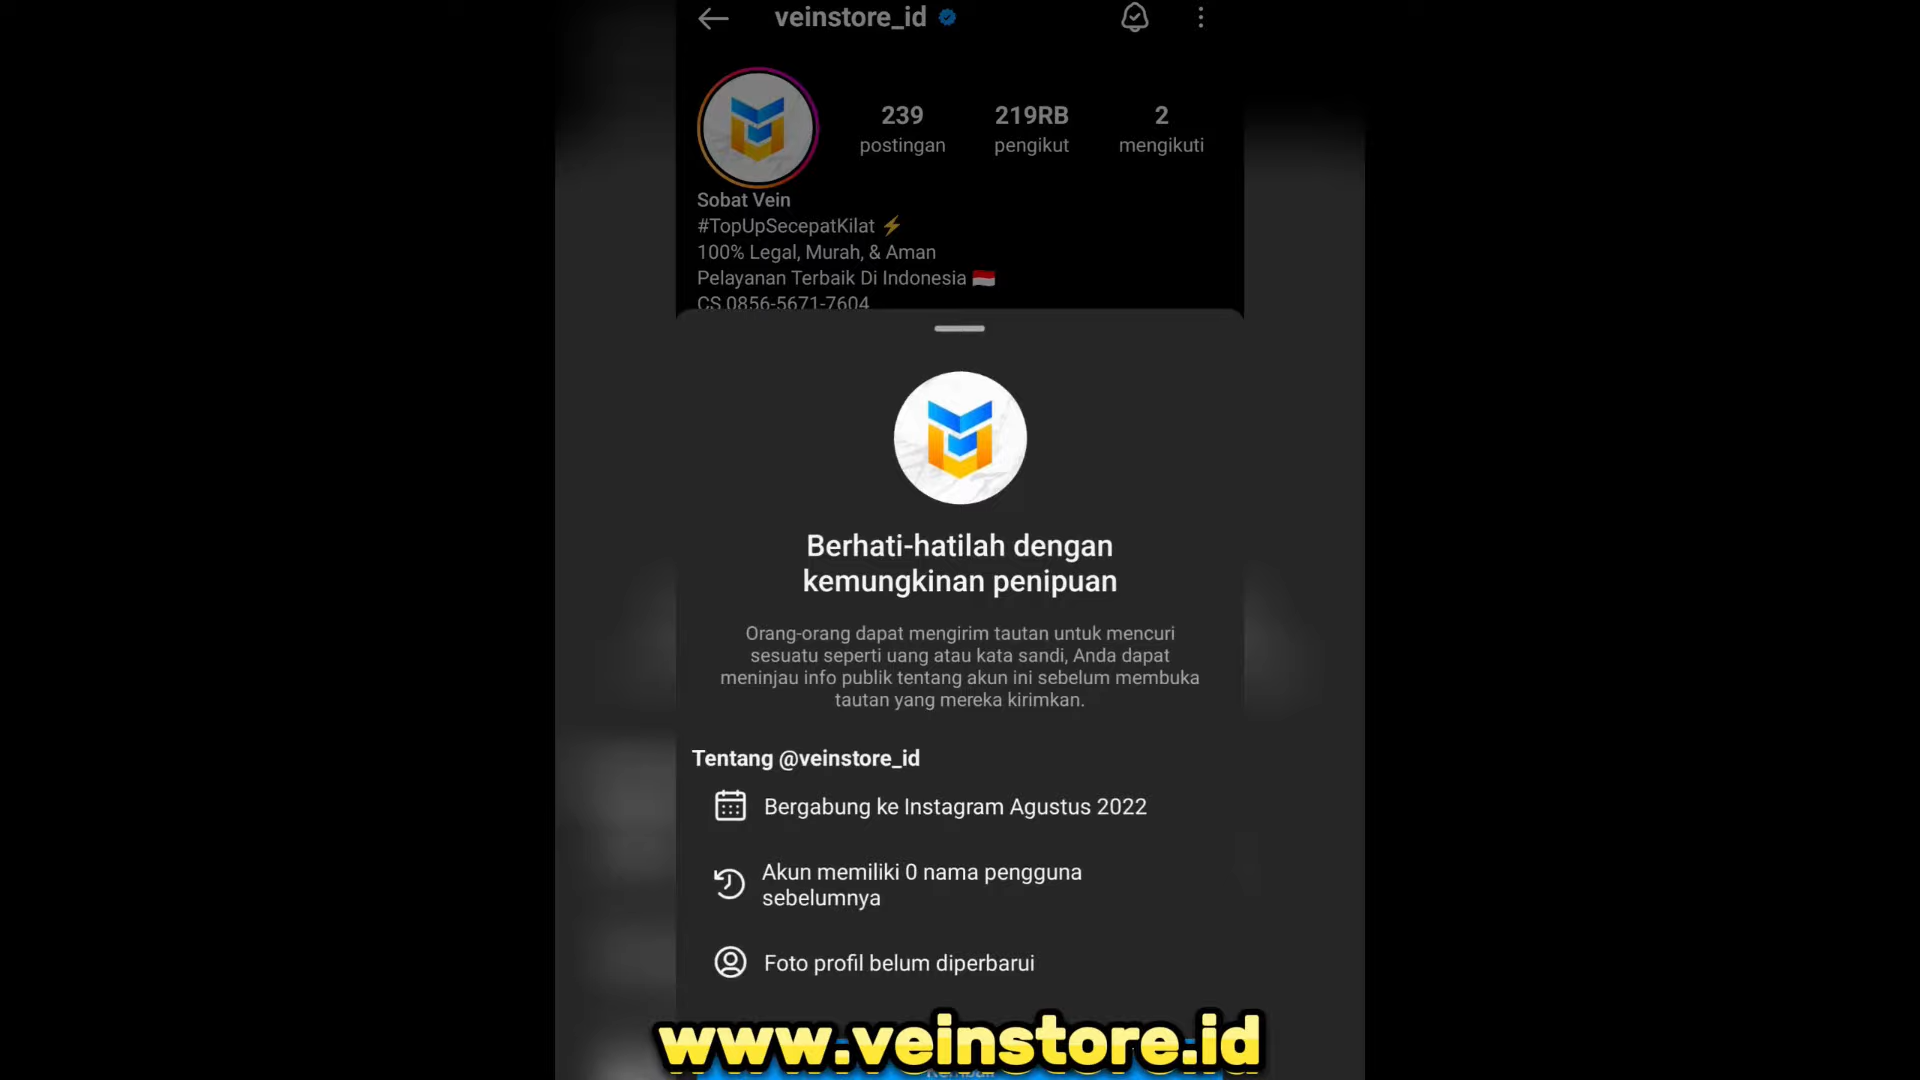 veinstore_id
239
219RB
2
postingan
pengikut
mengikuti
Sobat Vein
#TopUpSecepatKilat ⚡
100% Legal, Murah, & Aman
Pelayanan Terbaik Di Indonesia 🇮🇩
CS 0856-5671-7604
Berhati-hatilah dengan
kemungkinan penipuan
Orang-orang dapat mengirim tautan untuk mencuri
sesuatu seperti uang atau kata sandi, Anda dapat
meninjau info publik tentang akun ini sebelum membuka
tautan yang mereka kirimkan.
Tentang @veinstore_id
Bergabung ke Instagram Agustus 2022
Akun memiliki 0 nama pengguna
sebelumnya
Foto profil belum diperbarui
www.veinstore.id